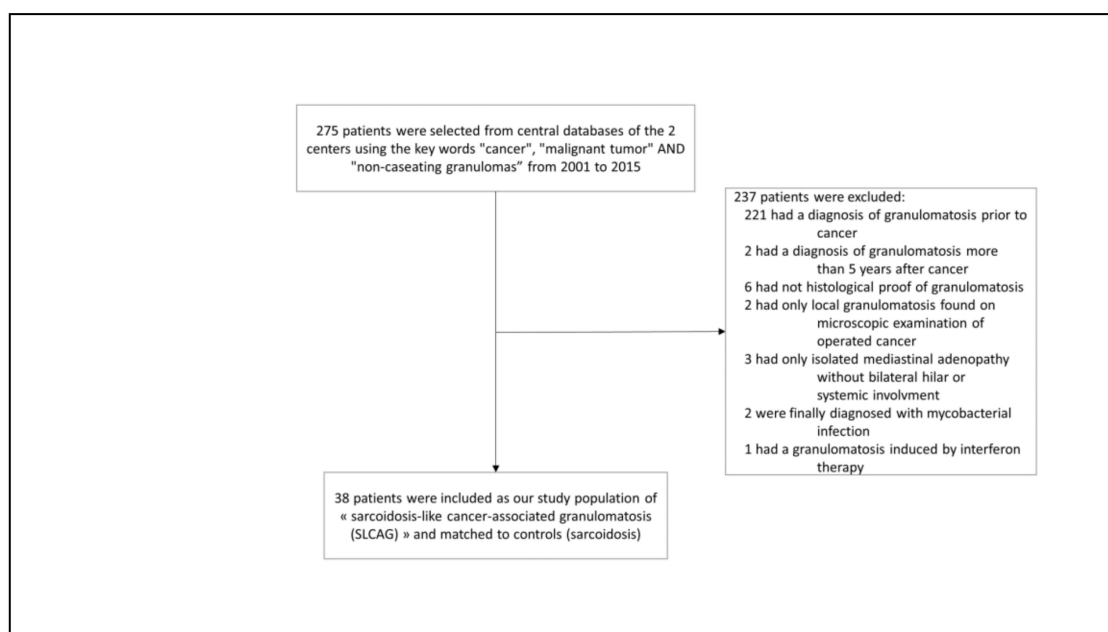 275 patients were selected from central databases of the 2
centers using the key words "cancer", "malignant tumor" AND
"non-caseating granulomas” from 2001 to 2015
237 patients were excluded:
221 had a diagnosis of granulomatosis prior to
cancer
2 had a diagnosis of granulomatosis more
than 5 years after cancer
6 had not histological proof of granulomatosis
2 had only local granulomatosis found on
microscopic examination of
operated cancer
3 had only isolated mediastinal adenopathy
without bilateral hilar or
systemic involvment
2 were finally diagnosed with mycobacterial
infection
1 had a granulomatosis induced by interferon
therapy
38 patients were included as our study population of
« sarcoidosis-like cancer-associated granulomatosis
(SLCAG) » and matched to controls (sarcoidosis)